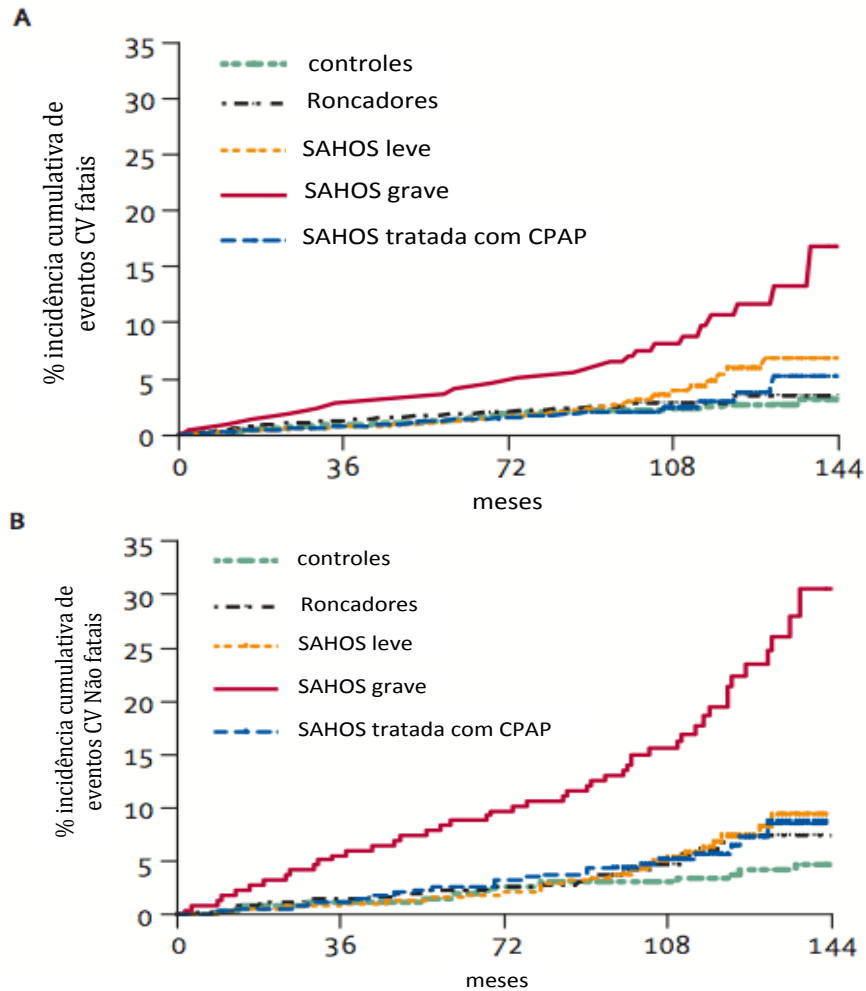 A
% incidência cumulativa de
eventos CV fatais
35
30
25
20
15
10
5
0
controles
Roncadores
SAHOS leve
SAHOS grave
SAHOS tratada com CPAP
0 36 72 108 144
meses
B
% incidência cumulativa de
eventos CV Não fatais
35
30
25
20
15
10
5
0
controles
Roncadores
SAHOS leve
SAHOS grave
SAHOS tratada com CPAP
0 36 72 108 144
meses